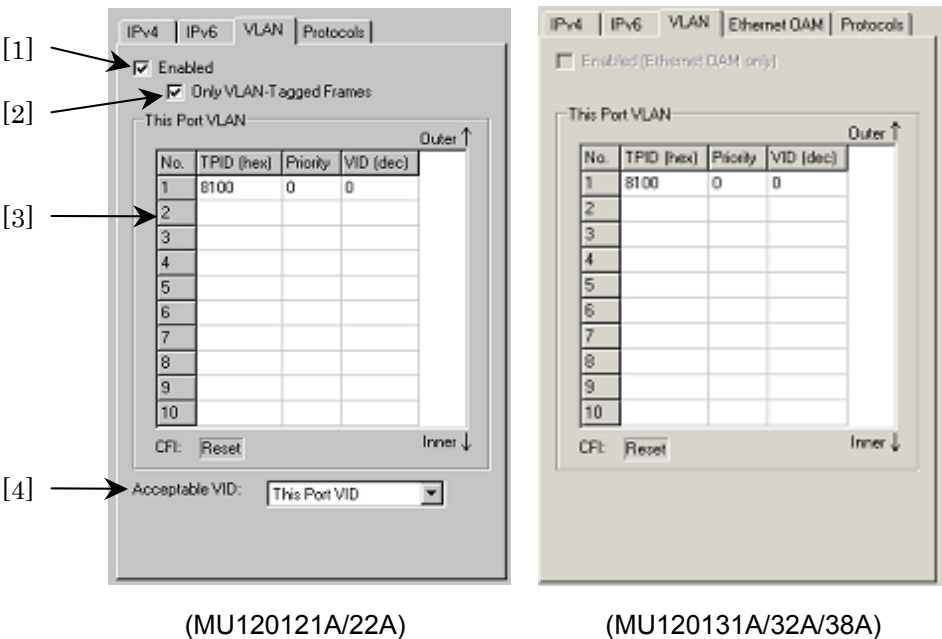 IPv4 IPv6 VLAN Protocols
[1]
Enabled
[2]
Only VLAN-Tagged Frames
This Port VLAN
Outer ↑
No. TPID (hex) Priority VID (dec)
1 8100 0 0
2
[3]
3
4
5
6
7
8
9
10
CFI: Reset
Inner ↓
[4]
Acceptable VID: This Port VID
(MU120121A/22A)
IPv4 IPv6 VLAN Ethernet OAM Protocols
Enabled (Ethernet OAM only)
This Port VLAN
Outer ↑
No. TPID (hex) Priority VID (dec)
1 8100 0 0
2
3
4
5
6
7
8
9
10
CFI: Reset
Inner ↓
(MU120131A/32A/38A)